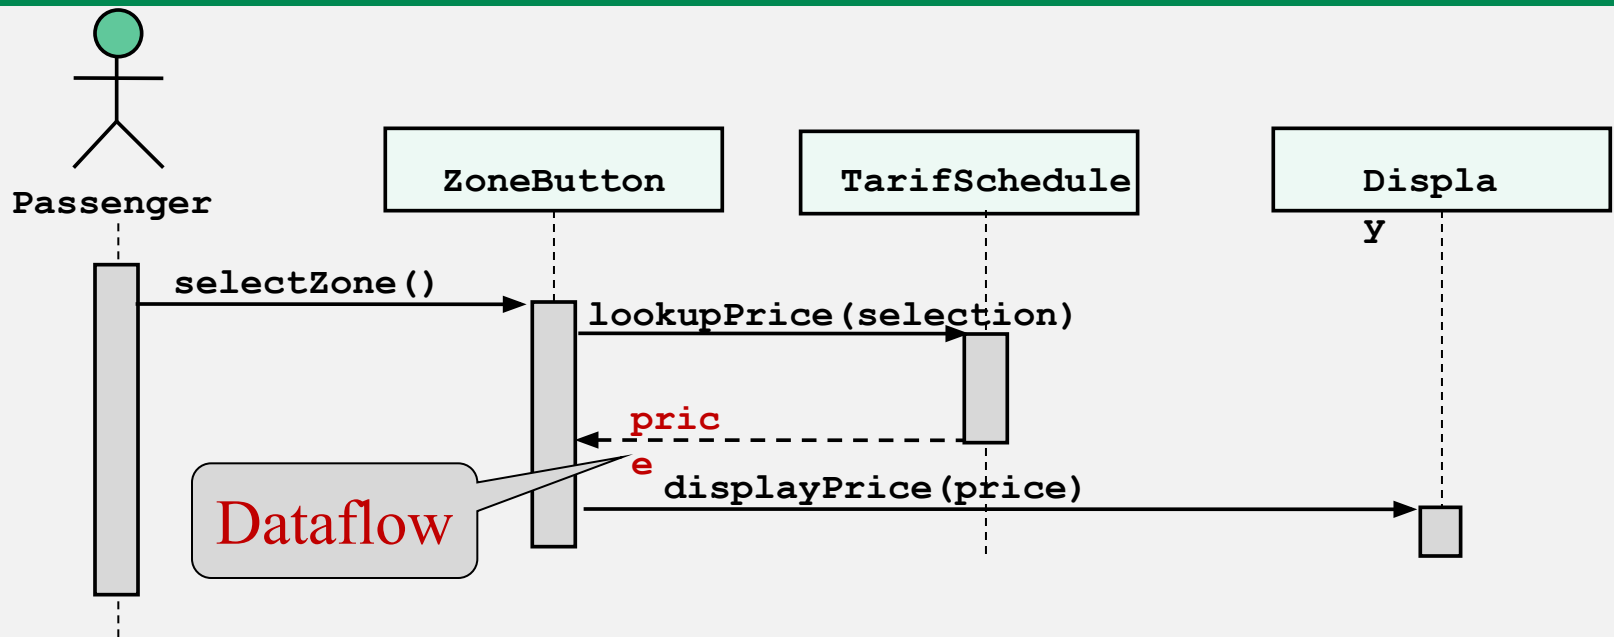 Passenger
ZoneButton
TarifSchedule
Displa
y
selectZone()
lookupPrice(selection)
pric
e
displayPrice(price)
Dataflow